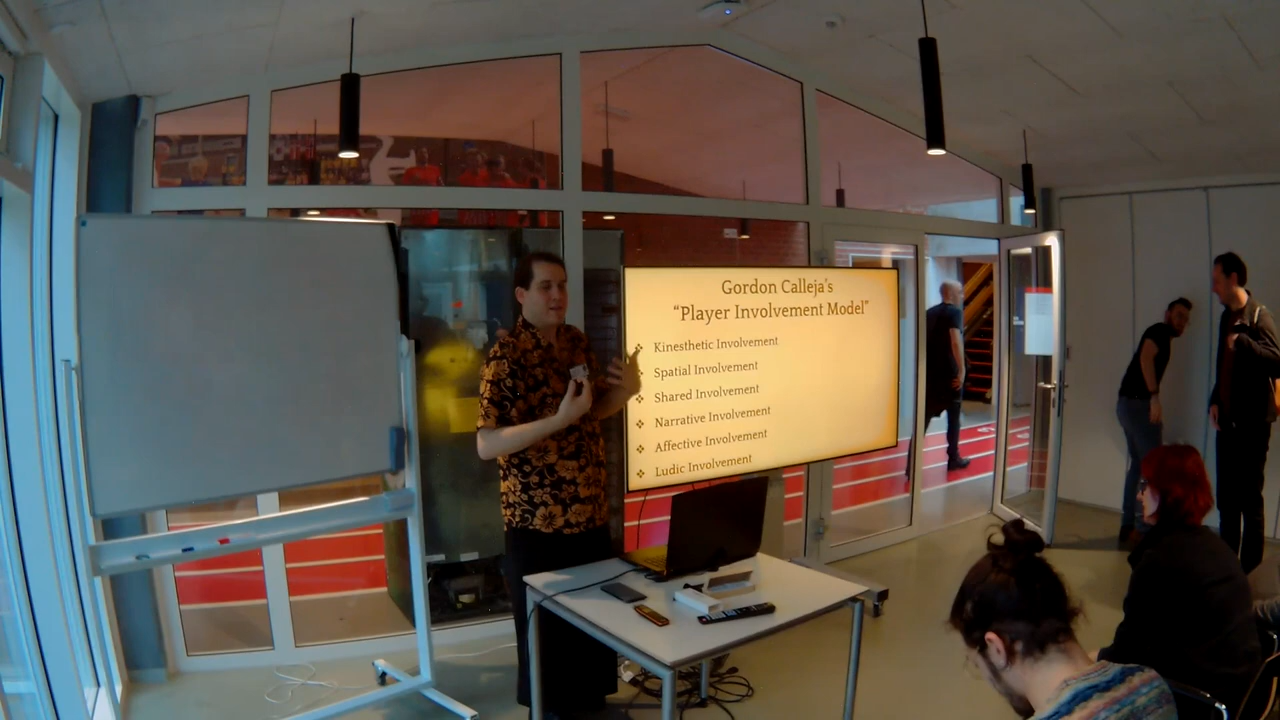 Gordon Calleja's
“Player Involvement Model”
❖ Kinesthetic Involvement
❖ Spatial Involvement
❖ Shared Involvement
❖ Narrative Involvement
❖ Affective Involvement
❖ Ludic Involvement